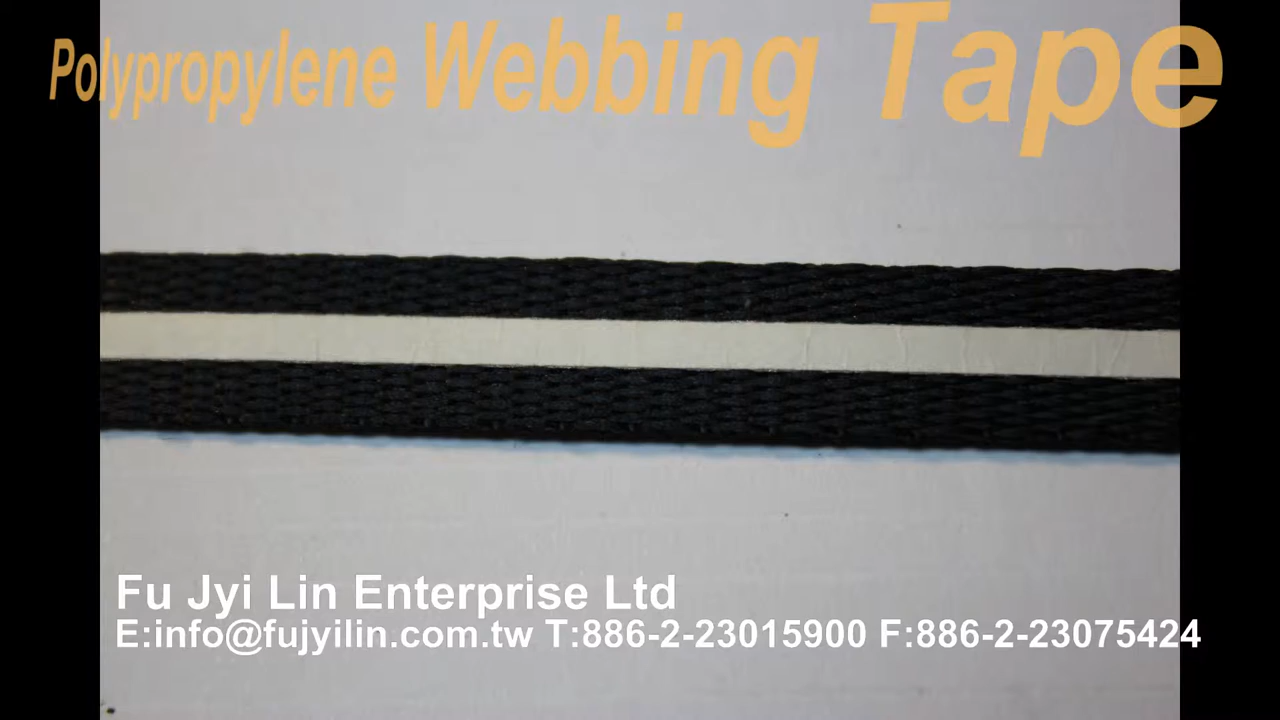 Polypropylene Webbing Tape
Fu Jyi Lin Enterprise Ltd
E:info@fujyilin.com.tw T:886-2-23015900 F:886-2-23075424